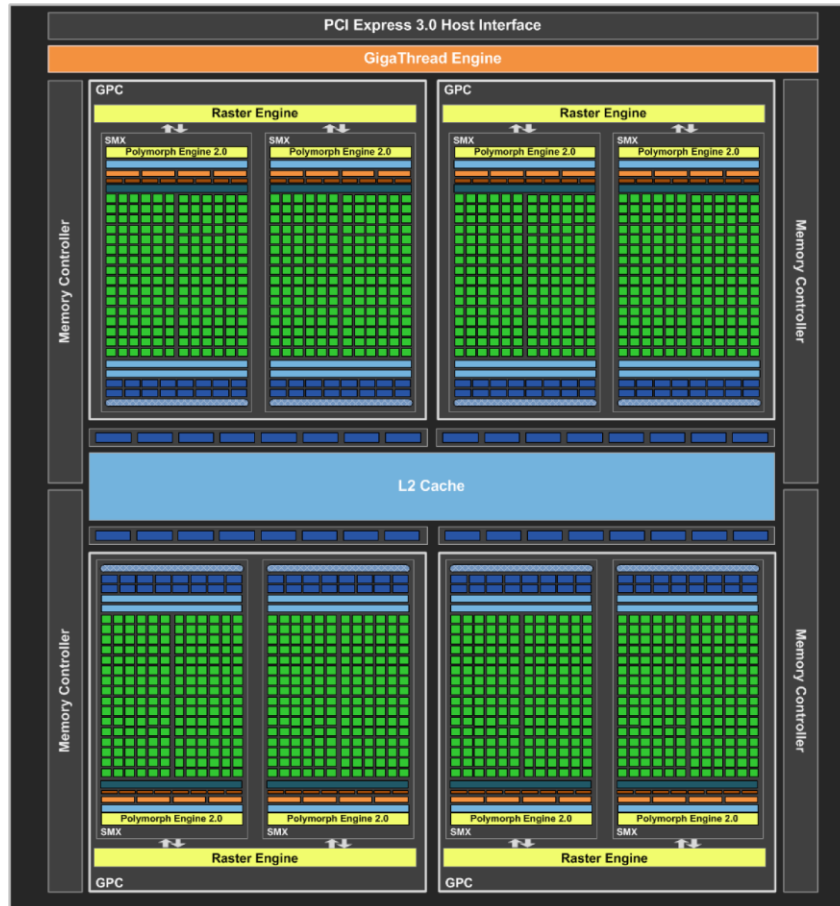 PCI Express 3.0 Host Interface
GigaThread Engine
Memory Controller
GPC
Raster Engine
SMX
Polymorph Engine 2.0
Polymorph Engine 2.0
GPC
Raster Engine
SMX
Polymorph Engine 2.0
SMX
Polymorph Engine 2.0
Memory Controller
L2 Cache
Memory Controller
Polymorph Engine 2.0
SMX
Polymorph Engine 2.0
SMX
Raster Engine
GPC
Polymorph Engine 2.0
SMX
Polymorph Engine 2.0
SMX
Raster Engine
GPC
Memory Controller